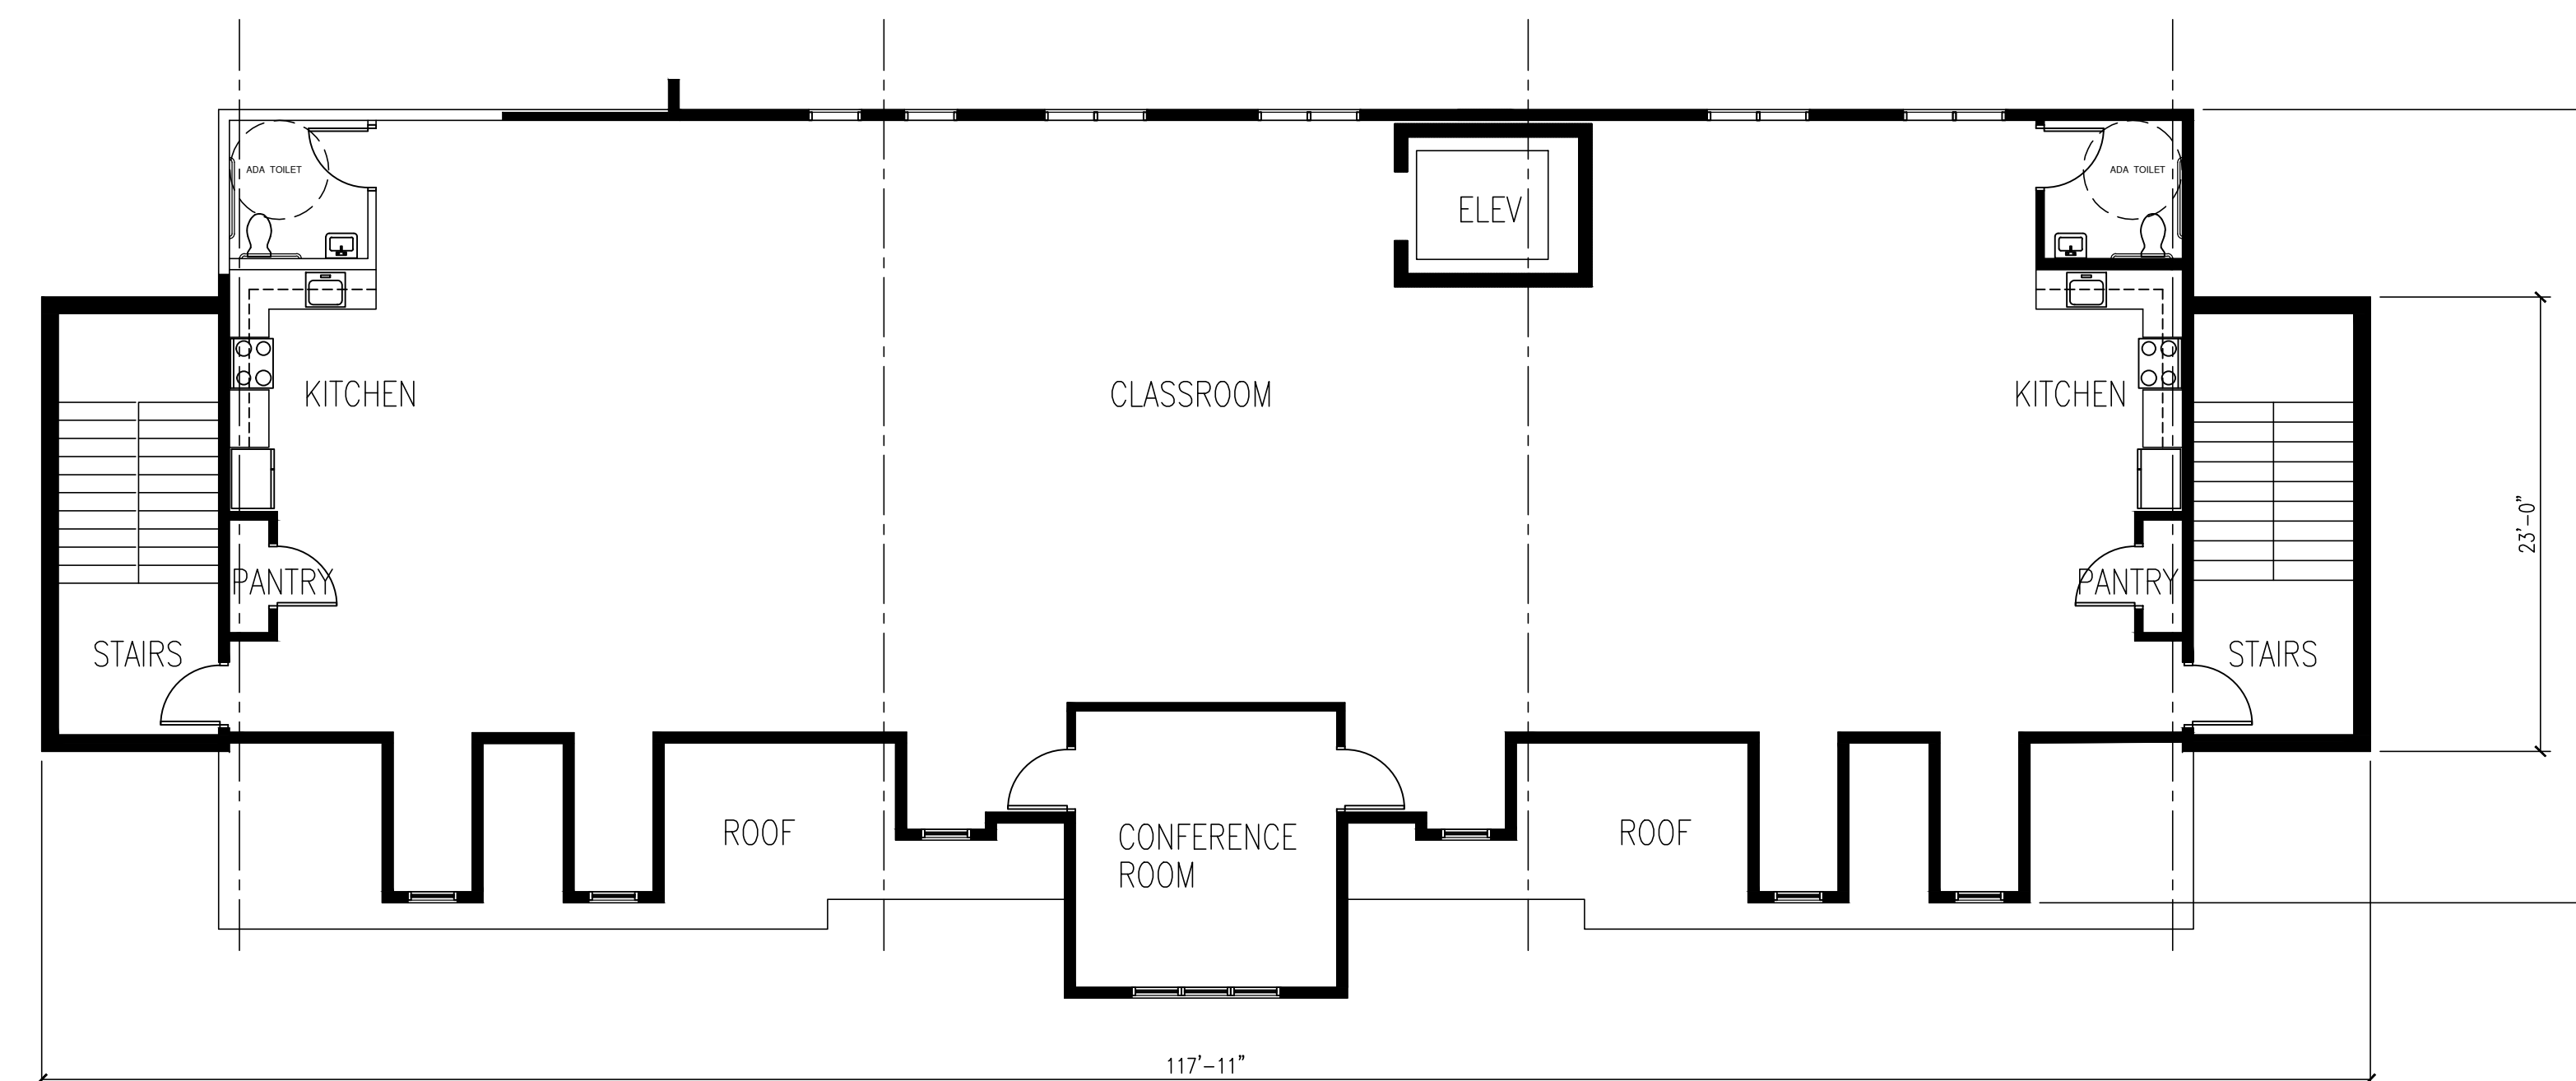 ADA TOILET
ADA TOILET
ELEV
KITCHEN
CLASSROOM
KITCHEN
23'-0"
PANTRY
PANTRY
STAIRS
STAIRS
ROOF
CONFERENCE
ROOM
ROOF
117'-11"